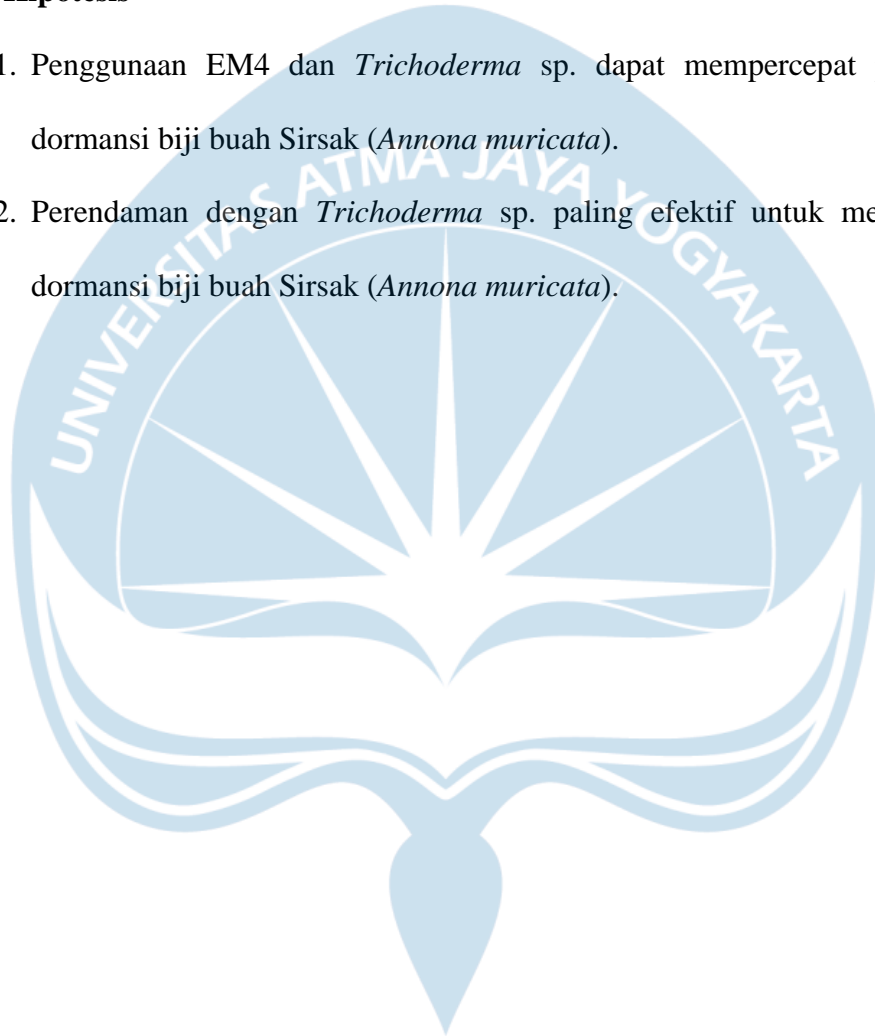 Hipotesis
1. Penggunaan EM4 dan Trichoderma sp. dapat mempercepat
dormansi biji buah Sirsak (Annona muricata).
2. Perendaman dengan Trichoderma sp. paling efektif untuk me
dormansi biji buah Sirsak (Annona muricata).
UNIVERSITAS ATMA JAYA YOGYAKARTA